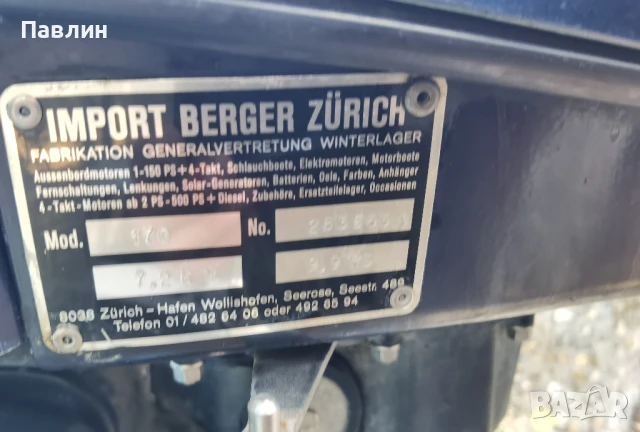 Павлин
IMPORT BERGER ZÜRICH
FABRIKATION GENERALVERTRETUNG WINTERLAGER
Aussenbordmotoren 1-150 PS + 4-Takt, Schlauchboote, Elektromotoren, Motorboote
Fernschaltungen, Lenkungen, Solar-Generatoren, Batterien, Oele, Farben, Anhänger
4-Takt-Motoren ab 2 PS-500 PS + Diesel, Zubehöre, Ersatzteillager, Occasionen
Mod. No.
8038 Zürich – Hafen Wollishofen, Seerose, Seestr. 489
Telefon 01/482 64 06 oder 492 65 94
BAZAR